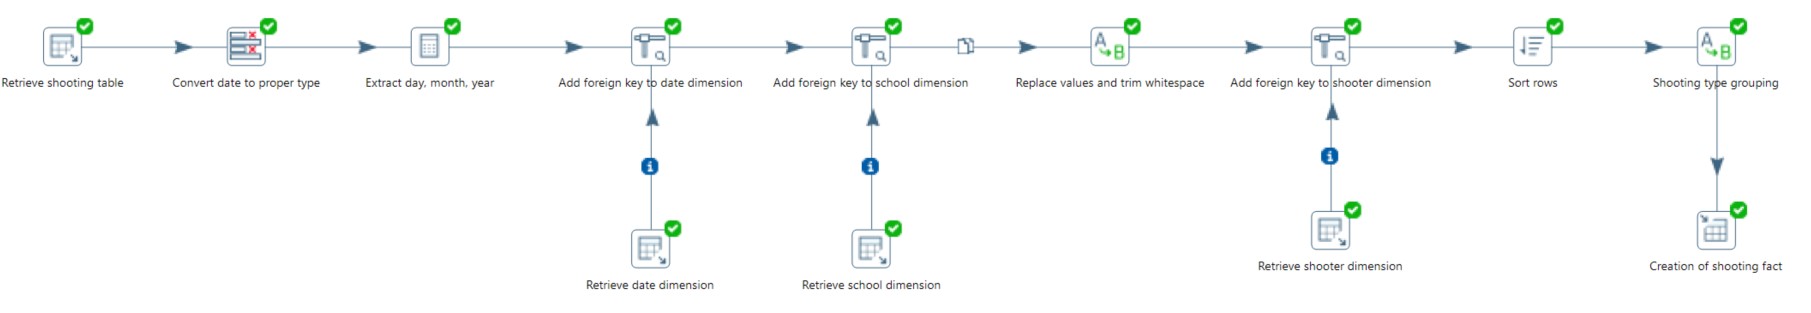 Retrieve shooting table
Convert date to proper type
Extract day, month, year
Add foreign key to date dimension
Add foreign key to school dimension
Replace values and trim whitespace
Add foreign key to shooter dimension
Sort rows
Shooting type grouping
Retrieve date dimension
Retrieve school dimension
Retrieve shooter dimension
Creation of shooting fact